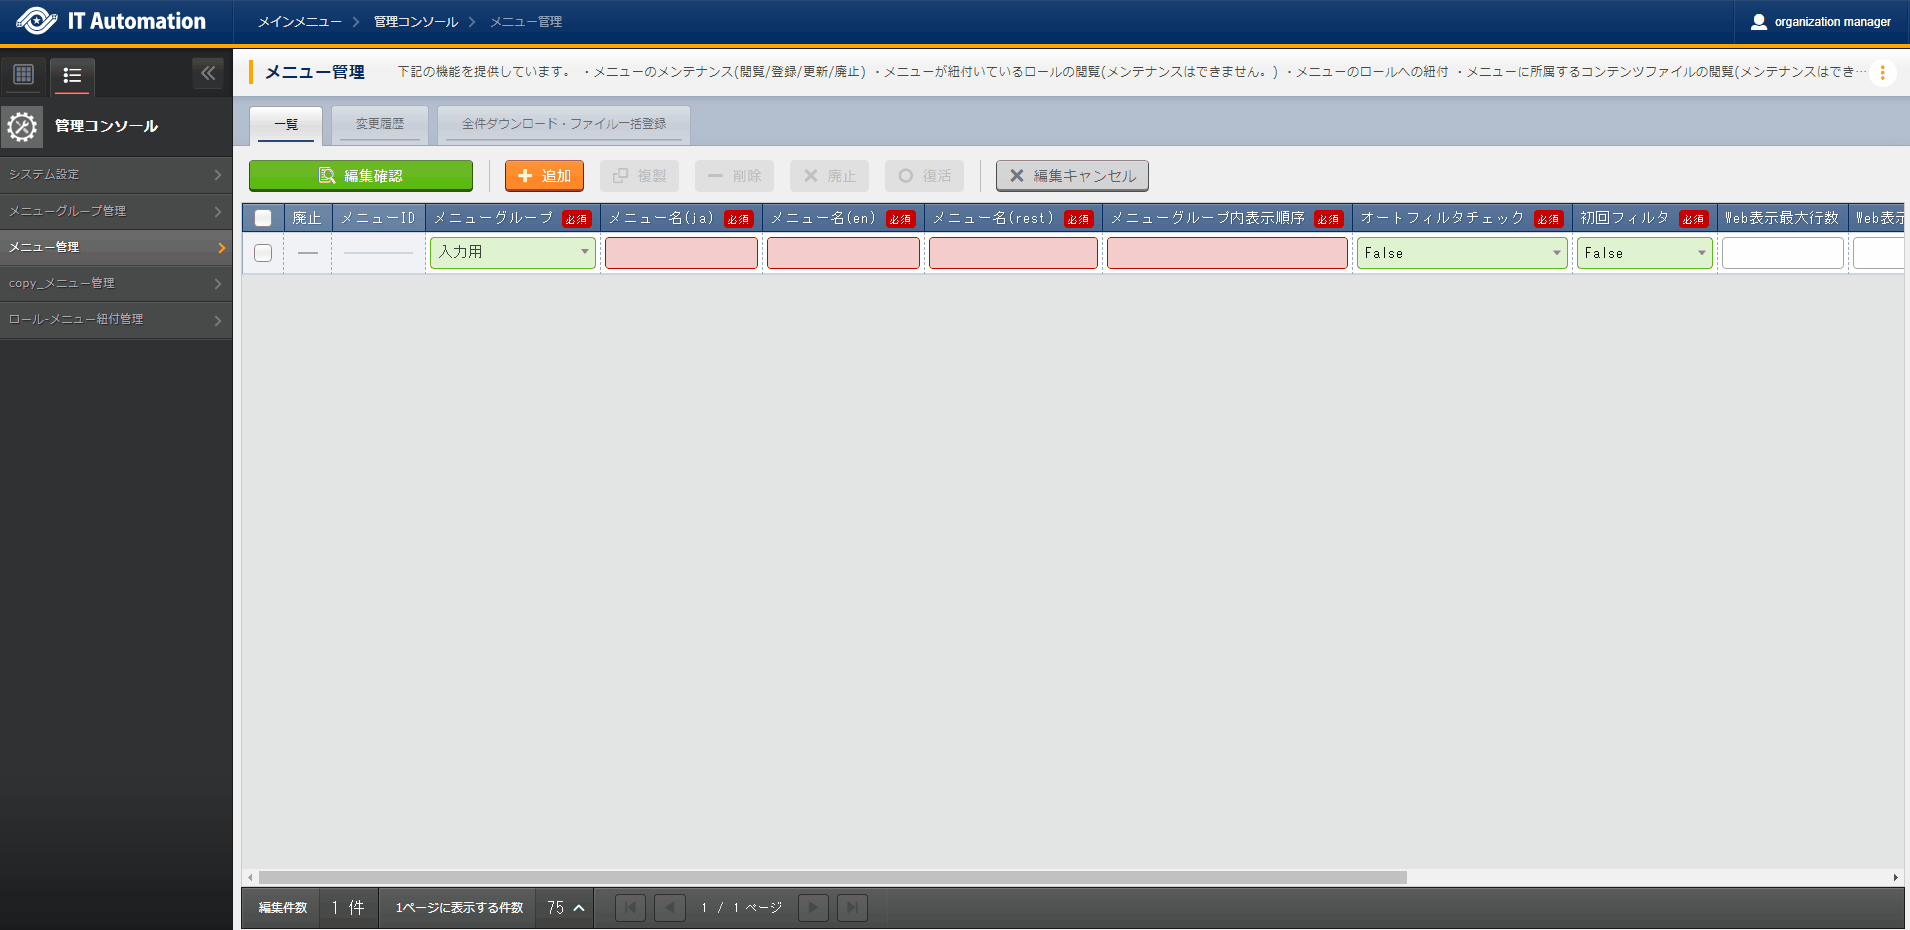 IT Automation
メインメニュー
管理コンソール
メニュー管理
organization manager
管理コンソール
システム設定
メニューグループ管理
メニュー管理
copy_メニュー管理
ロール-メニュー紐付管理
メニュー管理
下記の機能を提供しています。 ・メニューのメンテナンス(閲覧/登録/更新/廃止) ・メニューが紐付いているロールの閲覧(メンテナンスはできません。) ・メニューのロールへの紐付 ・メニューに所属するコンテンツファイルの閲覧(メンテナンスはでき…
一覧
変更履歴
全件ダウンロード・ファイル一括登録
編集確認
追加
複製
削除
廃止
復活
編集キャンセル
廃止
メニューID
メニューグループ 必須
メニュー名(ja) 必須
メニュー名(en) 必須
メニュー名(rest) 必須
メニューグループ内表示順序 必須
オートフィルタチェック 必須
初回フィルタ 必須
Web表示最大行数
Web表示
入力用
False
False
編集件数
1 件
1ページに表示する件数
75
1 / 1 ページ